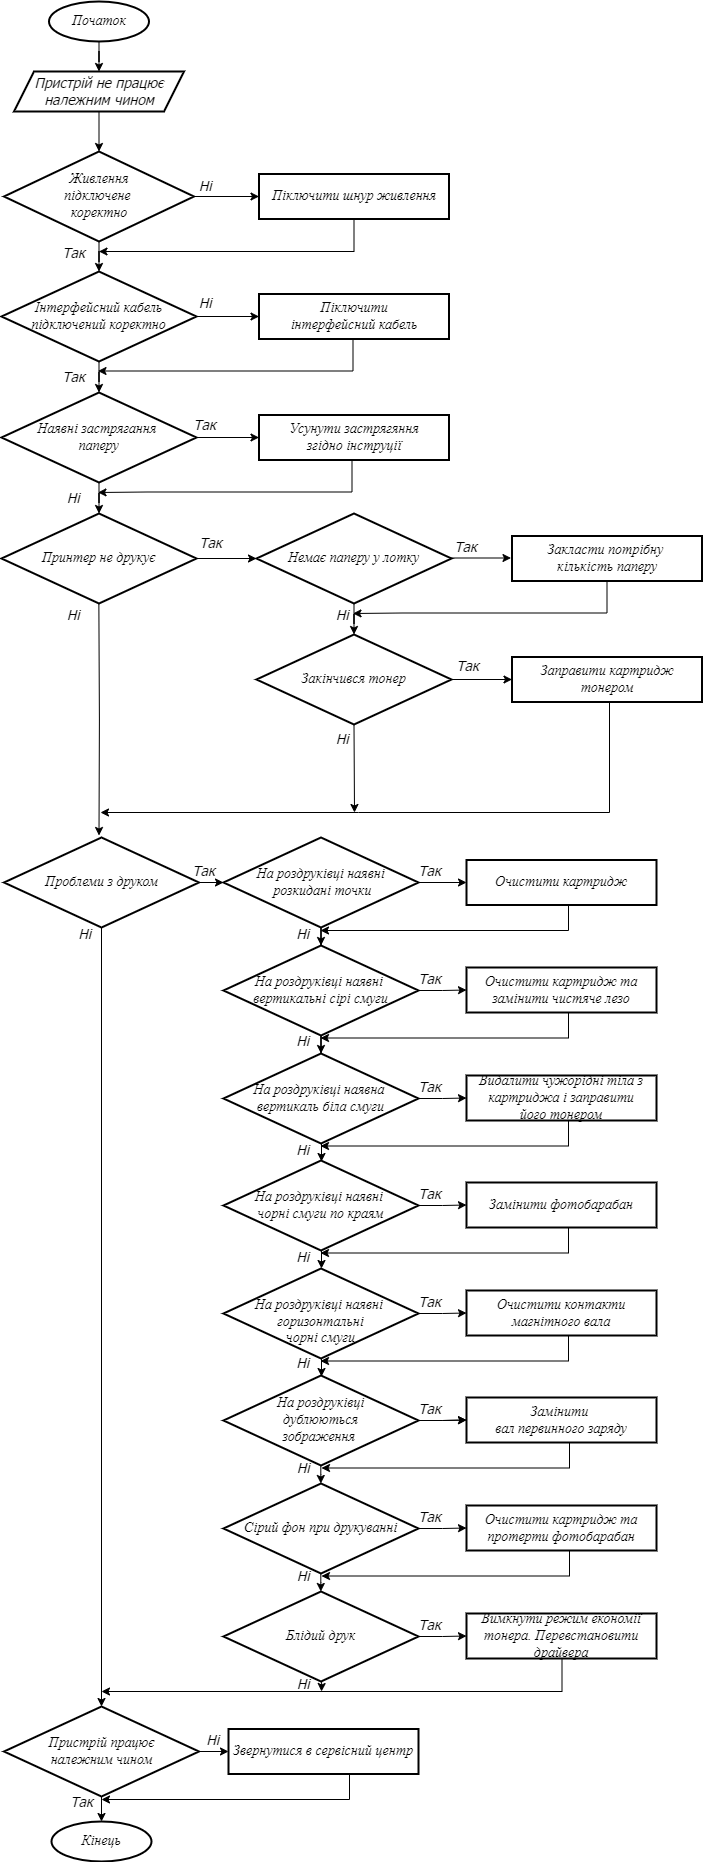 Початок
Пристрій не працює
належним чином
Живлення
підключене
коректно
Ні
Піключити шнур живлення
Так
Інтерфейсний кабель
підключений коректно
Ні
Піключити
інтерфейсний кабель
Так
Наявні застрягання
паперу
Так
Усунути застрягяння
згідно інструції
Ні
Принтер не друкує
Так
Немає паперу у лотку
Так
Закласти потрібну
кількість паперу
Ні
Ні
Закінчився тонер
Так
Заправити картридж
тонером
Ні
Проблеми з друком
Так
На роздруківці наявні
розкидані точки
Так
Очистити картридж
Ні
Ні
На роздруківці наявні
вертикальні сірі смуги
Так
Очистити картридж та
замінити чистяче лезо
Ні
На роздруківці наявна
вертикаль біла смуги
Так
Видалити чужорідні тіла з
картриджа і заправити
його тонером
Ні
На роздруківці наявні
чорні смуги по краям
Так
Замінити фотобарабан
Ні
На роздруківці наявні
горизонтальні
чорні смуги
Так
Очистити контакти
магнітного вала
Ні
На роздруківці
дублюються
зображення
Так
Замінити
вал первинного заряду
Ні
Сірий фон при друкуванні
Так
Очистити картридж та
протерти фотобарабан
Ні
Блідий друк
Так
Вимкнути режим економії
тонера. Перевстановити
драйвера
Ні
Пристрій працює
належним чином
Ні
Звернутися в сервісний центр
Так
Кінець